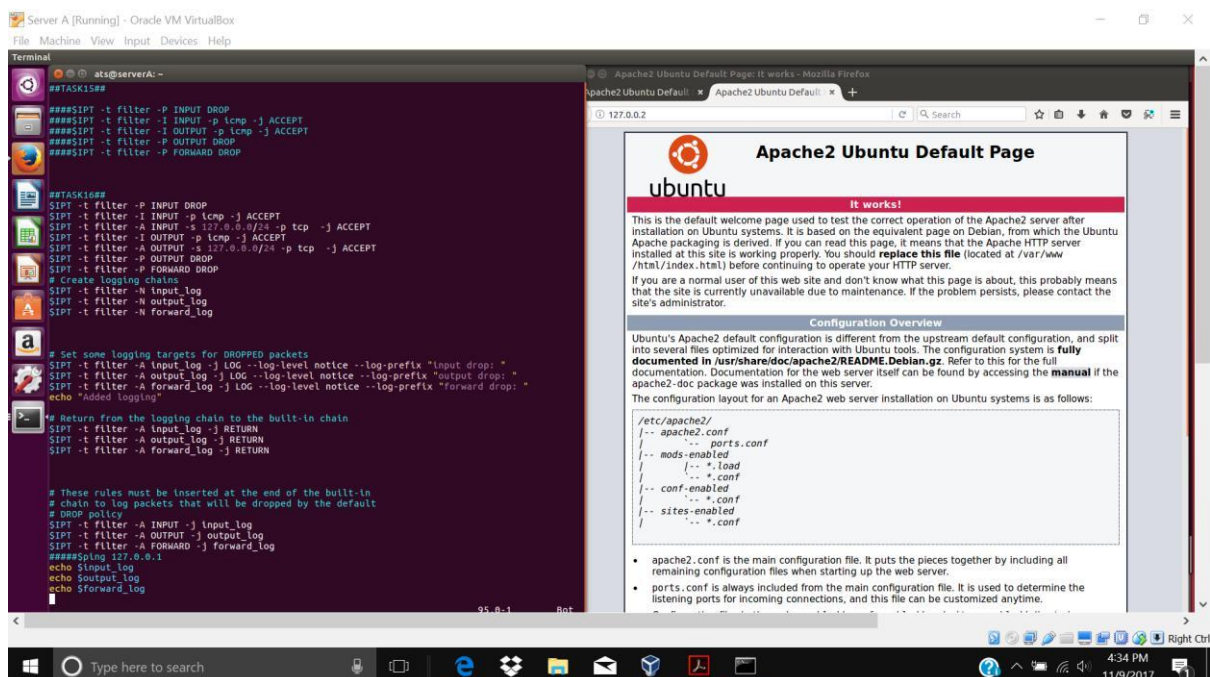 Server A [Running] - Oracle VM VirtualBox
File Machine View Input Devices Help
Terminal
ats@serverA: ~
##TASK15##
####$IPT -t filter -P INPUT DROP
####$IPT -t filter -I INPUT -p icmp -j ACCEPT
####$IPT -t filter -I OUTPUT -p icmp -j ACCEPT
####$IPT -t filter -P OUTPUT DROP
####$IPT -t filter -P FORWARD DROP
##TASK16##
$IPT -t filter -P INPUT DROP
$IPT -t filter -I INPUT -p icmp -j ACCEPT
$IPT -t filter -A INPUT -s 127.0.0.0/24 -p tcp -j ACCEPT
$IPT -t filter -I OUTPUT -p icmp -j ACCEPT
$IPT -t filter -A OUTPUT -s 127.0.0.0/24 -p tcp -j ACCEPT
$IPT -t filter -P OUTPUT DROP
$IPT -t filter -P FORWARD DROP
# Create logging chains
$IPT -t filter -N input_log
$IPT -t filter -N output_log
$IPT -t filter -N forward_log
# Set some logging targets for DROPPED packets
$IPT -t filter -A input_log -j LOG --log-level notice --log-prefix "input drop: "
$IPT -t filter -A output_log -j LOG --log-level notice --log-prefix "output drop: "
$IPT -t filter -A forward_log -j LOG --log-level notice --log-prefix "forward drop: "
echo "Added logging"
# Return from the logging chain to the built-in chain
$IPT -t filter -A input_log -j RETURN
$IPT -t filter -A output_log -j RETURN
$IPT -t filter -A forward_log -j RETURN
# These rules must be inserted at the end of the built-in
# chain to log packets that will be dropped by the default
# DROP policy
$IPT -t filter -A INPUT -j input_log
$IPT -t filter -A OUTPUT -j output_log
$IPT -t filter -A FORWARD -j forward_log
#####$ping 127.0.0.1
echo $input_log
echo $output_log
echo $forward_log
95,0-1 Bot
Apache2 Ubuntu Default Page: It works - Mozilla Firefox
Apache2 Ubuntu Default Apache2 Ubuntu Default
127.0.0.2 Search
Apache2 Ubuntu Default Page
ubuntu
It works!
This is the default welcome page used to test the correct operation of the Apache2 server after
installation on Ubuntu systems. It is based on the equivalent page on Debian, from which the Ubuntu
Apache packaging is derived. If you can read this page, it means that the Apache HTTP server
installed at this site is working properly. You should replace this file (located at /var/www
/html/index.html) before continuing to operate your HTTP server.
If you are a normal user of this web site and don't know what this page is about, this probably means
that the site is currently unavailable due to maintenance. If the problem persists, please contact the
site's administrator.
Configuration Overview
Ubuntu's Apache2 default configuration is different from the upstream default configuration, and split
into several files optimized for interaction with Ubuntu tools. The configuration system is fully
documented in /usr/share/doc/apache2/README.Debian.gz. Refer to this for the full
documentation. Documentation for the web server itself can be found by accessing the manual if the
apache2-doc package was installed on this server.
The configuration layout for an Apache2 web server installation on Ubuntu systems is as follows:
/etc/apache2/
|-- apache2.conf
| `-- ports.conf
|-- mods-enabled
| |-- *.load
| `-- *.conf
|-- conf-enabled
| `-- *.conf
|-- sites-enabled
| `-- *.conf
• apache2.conf is the main configuration file. It puts the pieces together by including all
remaining configuration files when starting up the web server.
• ports.conf is always included from the main configuration file. It is used to determine the
listening ports for incoming connections, and this file can be customized anytime.
Right Ctrl
Type here to search
4:34 PM
11/9/2017